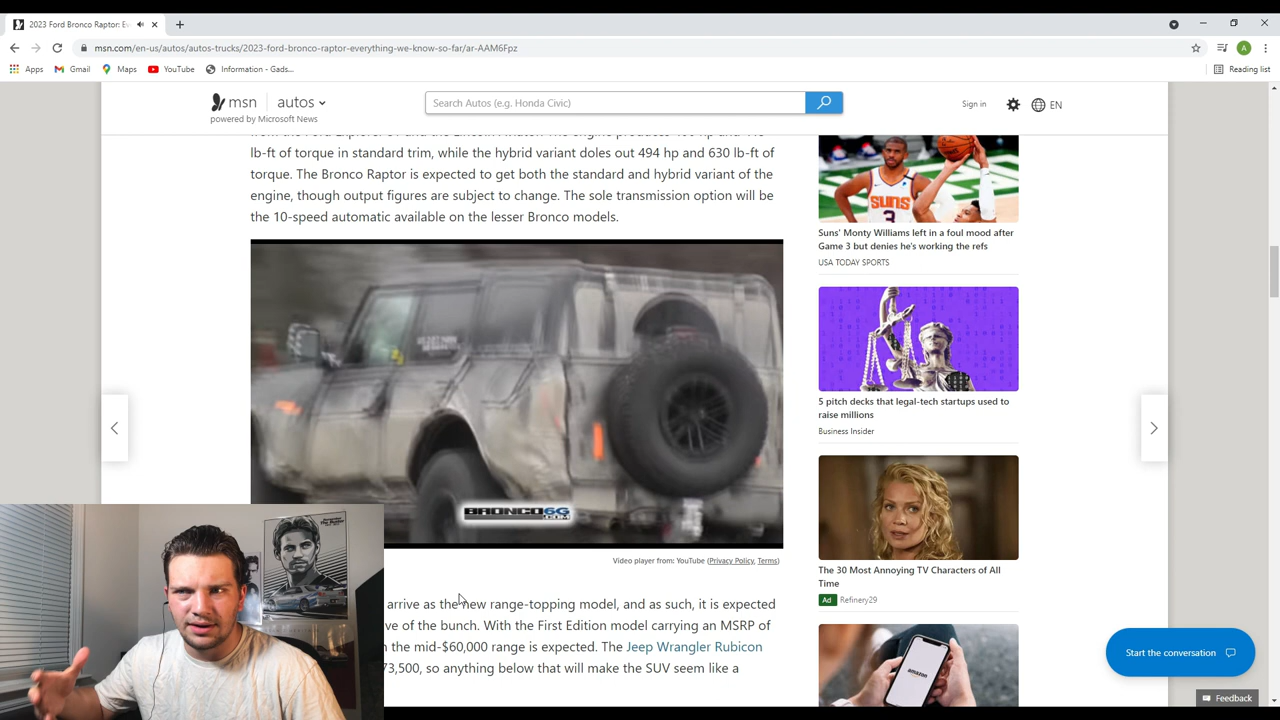 2023 Ford Bronco Raptor: Ev
msn.com/en-us/autos/autos-trucks/2023-ford-bronco-raptor-everything-we-know-so-far/ar-AAM6Fpz
A
Apps
Gmail
Maps
YouTube
Information - Gads...
Reading list
msn
autos
powered by Microsoft News
Search Autos (e.g. Honda Civic)
Sign in
EN
lb-ft of torque in standard trim, while the hybrid variant doles out 494 hp and 630 lb-ft of
torque. The Bronco Raptor is expected to get both the standard and hybrid variant of the
engine, though output figures are subject to change. The sole transmission option will be
the 10-speed automatic available on the lesser Bronco models.
BRONCO6G
.COM
Video player from: YouTube (Privacy Policy, Terms)
arrive as the new range-topping model, and as such, it is expected
ve of the bunch. With the First Edition model carrying an MSRP of
the mid-$60,000 range is expected. The Jeep Wrangler Rubicon
73,500, so anything below that will make the SUV seem like a
SUNS
3
Suns' Monty Williams left in a foul mood after
Game 3 but denies he's working the refs
USA TODAY SPORTS
5 pitch decks that legal-tech startups used to
raise millions
Business Insider
The 30 Most Annoying TV Characters of All
Time
Ad Refinery29
amazon
Start the conversation
Feedback